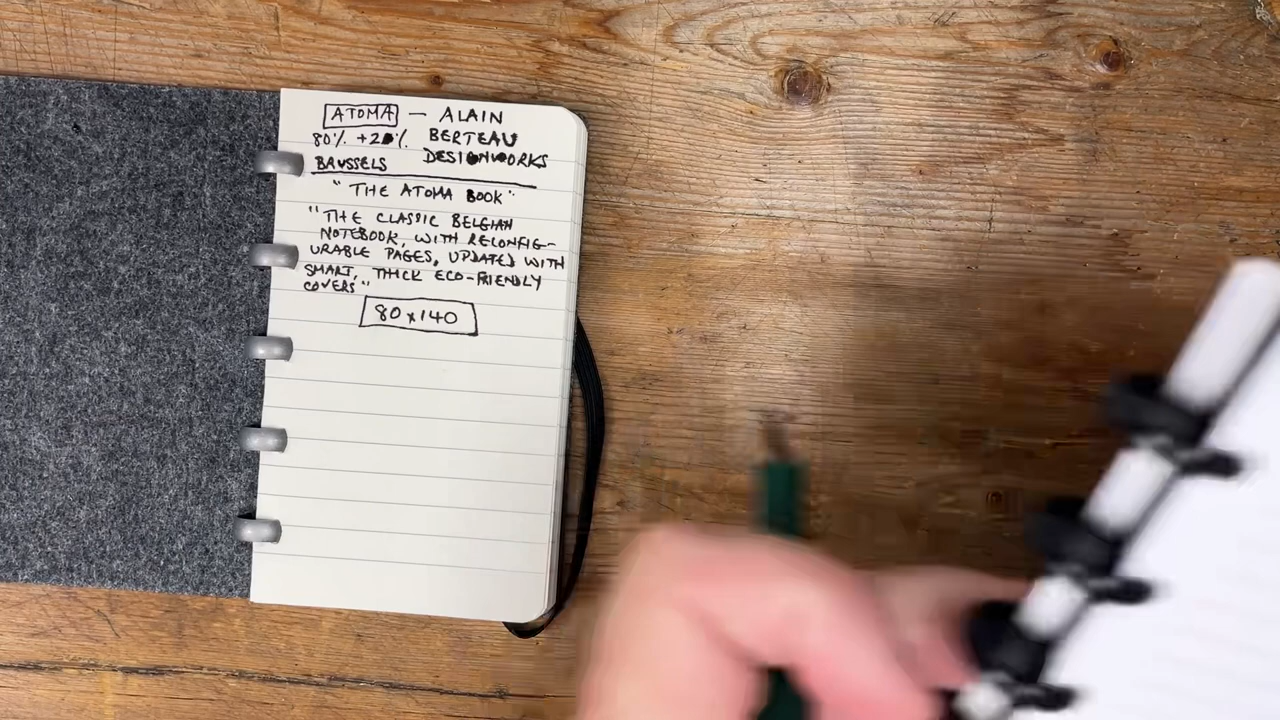 ATOMA — ALAIN
80% + 20% BERTEAU
BRUSSELS DESIGNWORKS
"THE ATOMA BOOK"
"THE CLASSIC BELGIAN
NOTEBOOK, WITH RECONFIG-
URABLE PAGES, UPDATED WITH
SMART, THICK ECO-FRIENDLY
COVERS"
80x140